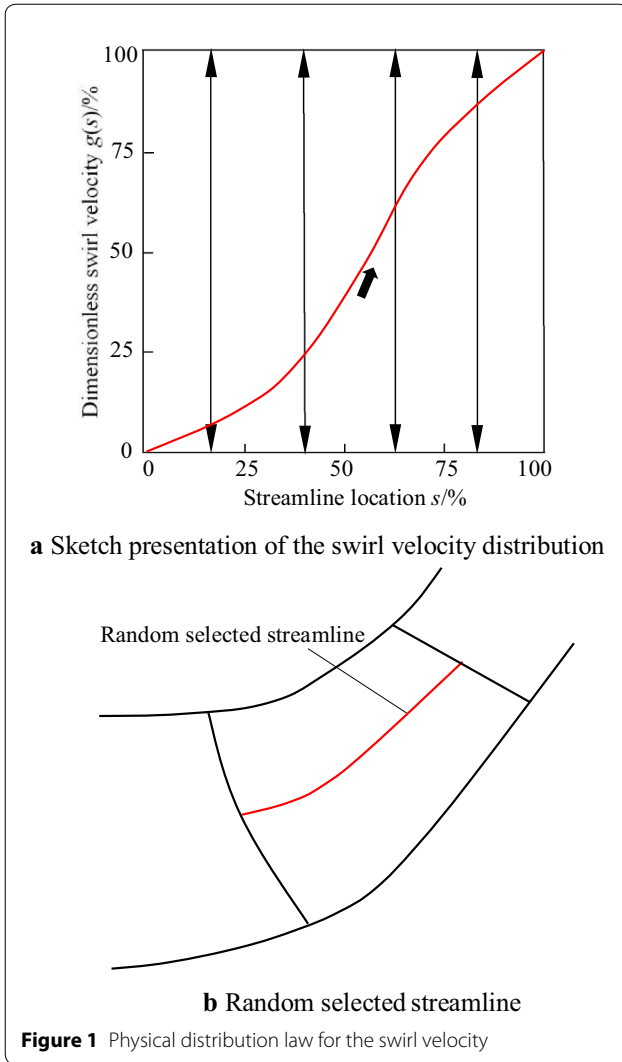 100
75
50
25
0
Dimensionless swirl velocity g(s)/%
0 25 50 75 100
Streamline location s/%
a Sketch presentation of the swirl velocity distribution
Random selected streamline
b Random selected streamline
Figure 1 Physical distribution law for the swirl velocity